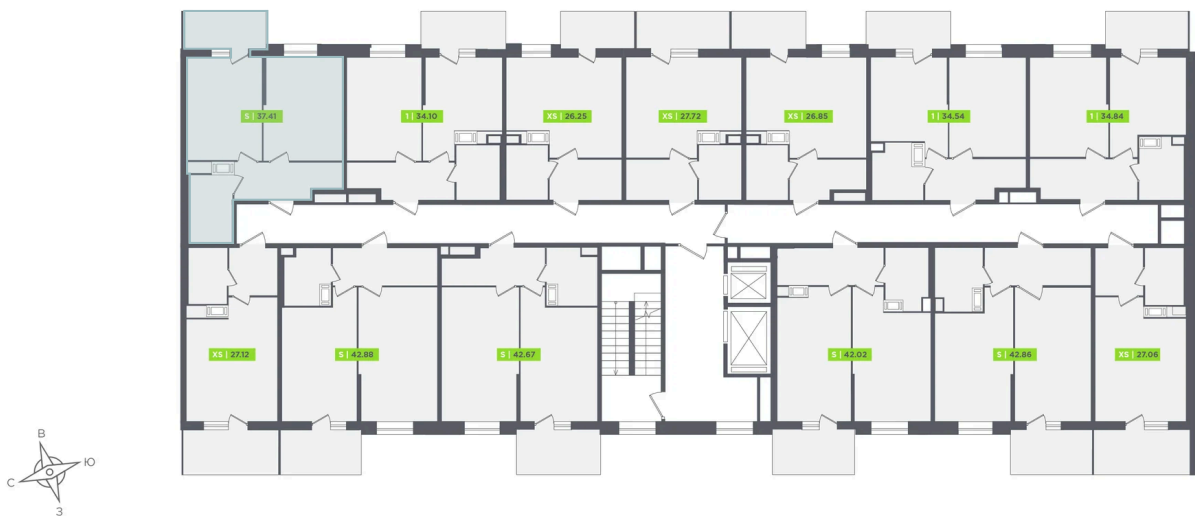 S | 37.41
1 | 34.10
XS | 26.25
XS | 27.72
XS | 26.85
1 | 34.54
1 | 34.84
XS | 27.12
S | 42.88
S | 42.67
S | 42.02
S | 42.86
XS | 27.06
В
Ю
С
З